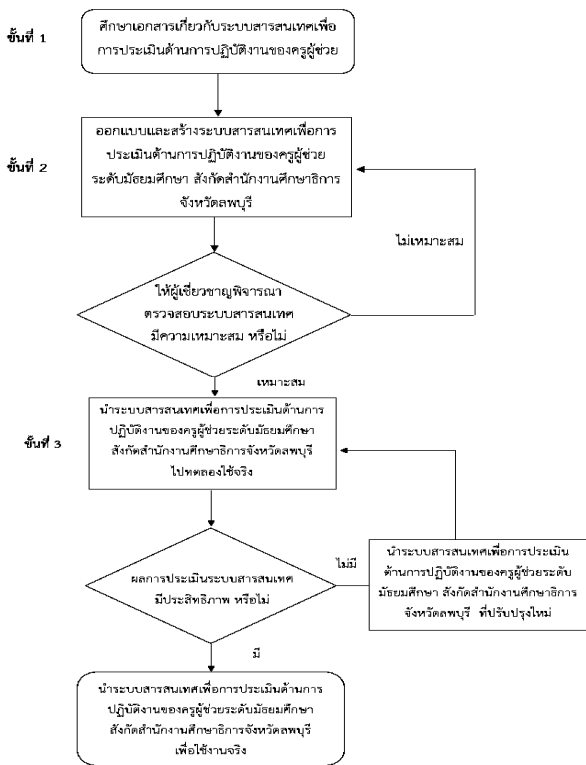 ขั้นที่ 1
ศึกษาเอกสารเกี่ยวกับระบบสารสนเทศเพื่อ
การประเมินด้านการปฏิบัติงานของครูผู้ช่วย
ขั้นที่ 2
ออกแบบและสร้างระบบสารสนเทศเพื่อการ
ประเมินด้านการปฏิบัติงานของครูผู้ช่วย
ระดับมัธยมศึกษา สังกัดสำนักงานศึกษาธิการ
จังหวัดลพบุรี
ไม่เหมาะสม
ให้ผู้เชี่ยวชาญพิจารณา
ตรวจสอบระบบสารสนเทศ
มีความเหมาะสม หรือไม่
เหมาะสม
ขั้นที่ 3
นำระบบสารสนเทศเพื่อการประเมินด้านการ
ปฏิบัติงานของครูผู้ช่วยระดับมัธยมศึกษา
สังกัดสำนักงานศึกษาธิการจังหวัดลพบุรี
ไปทดลองใช้จริง
ผลการประเมินระบบสารสนเทศ
มีประสิทธิภาพ หรือไม่
ไม่มี
นำระบบสารสนเทศเพื่อการประเมิน
ด้านการปฏิบัติงานของครูผู้ช่วยระดับ
มัธยมศึกษา สังกัดสำนักงานศึกษาธิการ
จังหวัดลพบุรี ที่ปรับปรุงใหม่
มี
นำระบบสารสนเทศเพื่อการประเมินด้านการ
ปฏิบัติงานของครูผู้ช่วยระดับมัธยมศึกษา
สังกัดสำนักงานศึกษาธิการจังหวัดลพบุรี
เพื่อใช้งานจริง